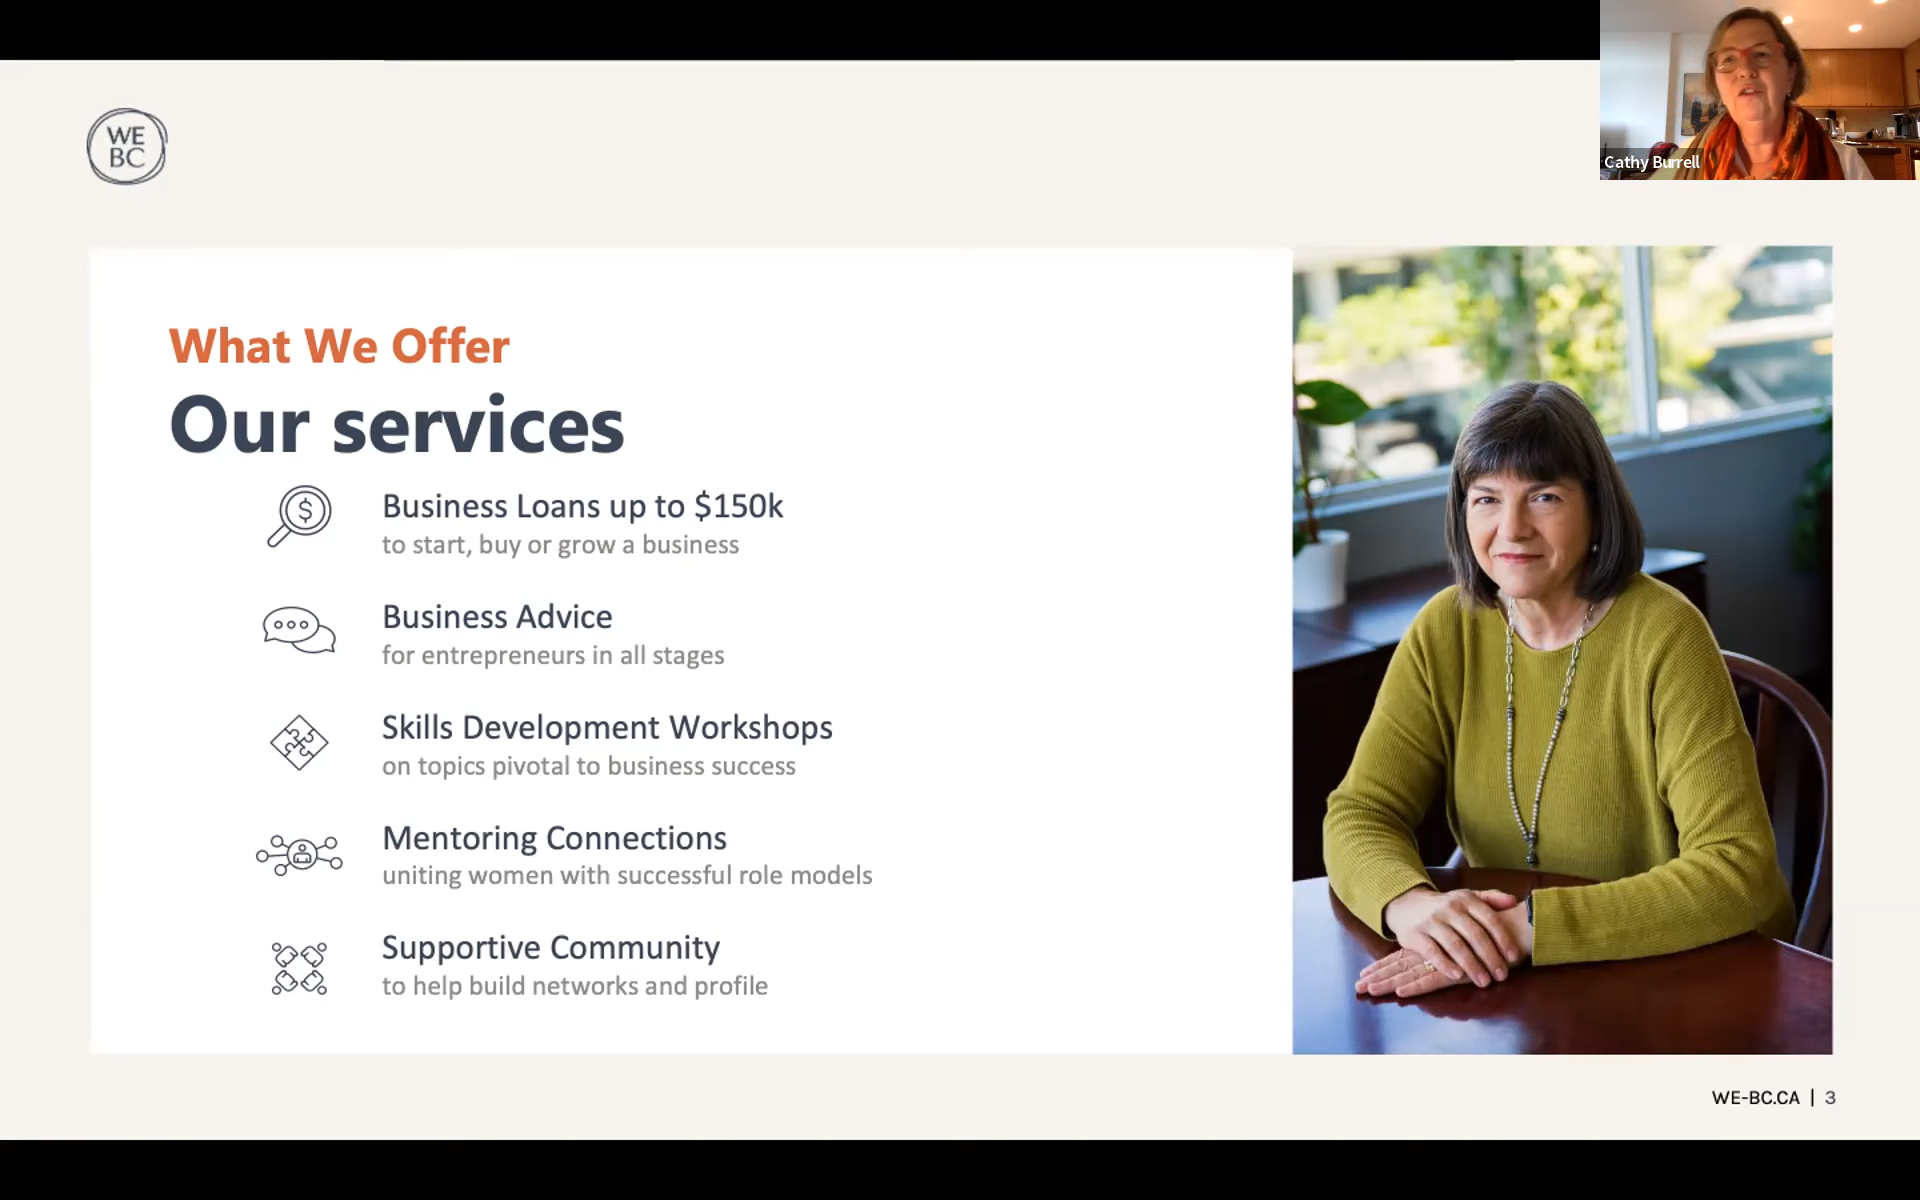 WE
BC
Cathy Burrell
What We Offer
Our services
$
Business Loans up to $150k
to start, buy or grow a business
Business Advice
for entrepreneurs in all stages
Skills Development Workshops
on topics pivotal to business success
Mentoring Connections
uniting women with successful role models
Supportive Community
to help build networks and profile
WE-BC.CA | 3